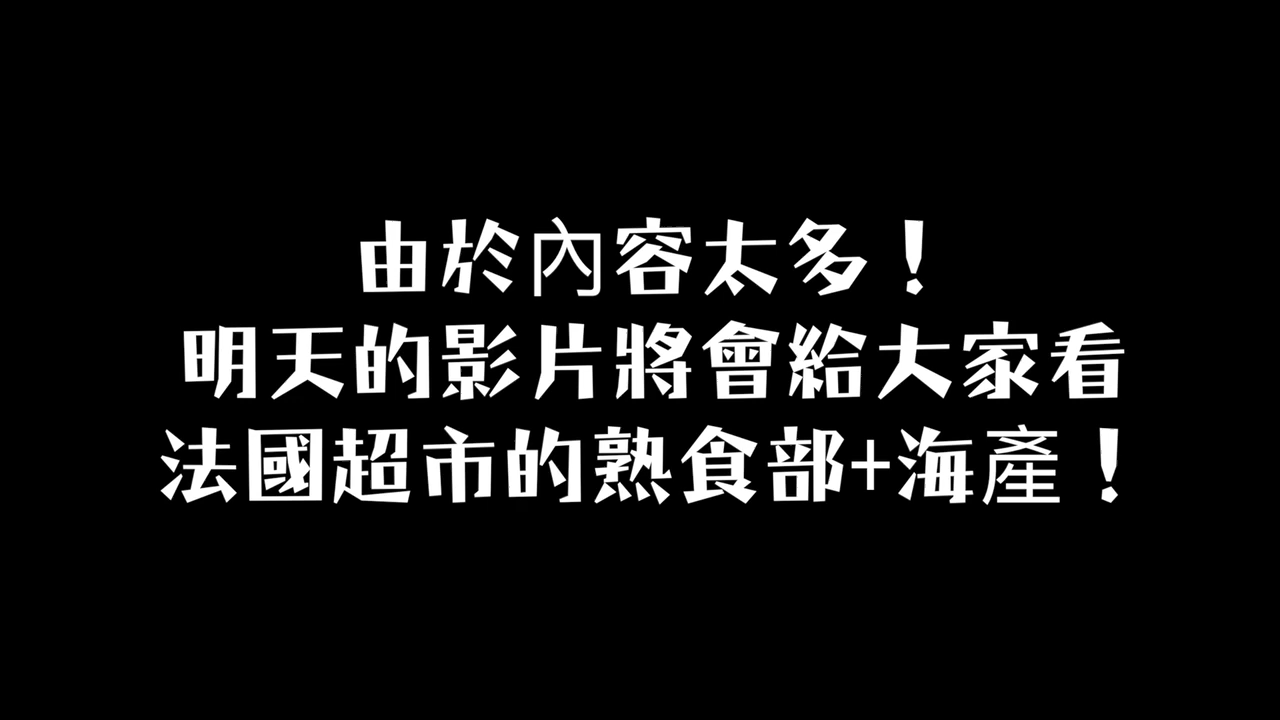 由於內容太多！
明天的影片將會給大家看
法國超市的熟食部+海產！